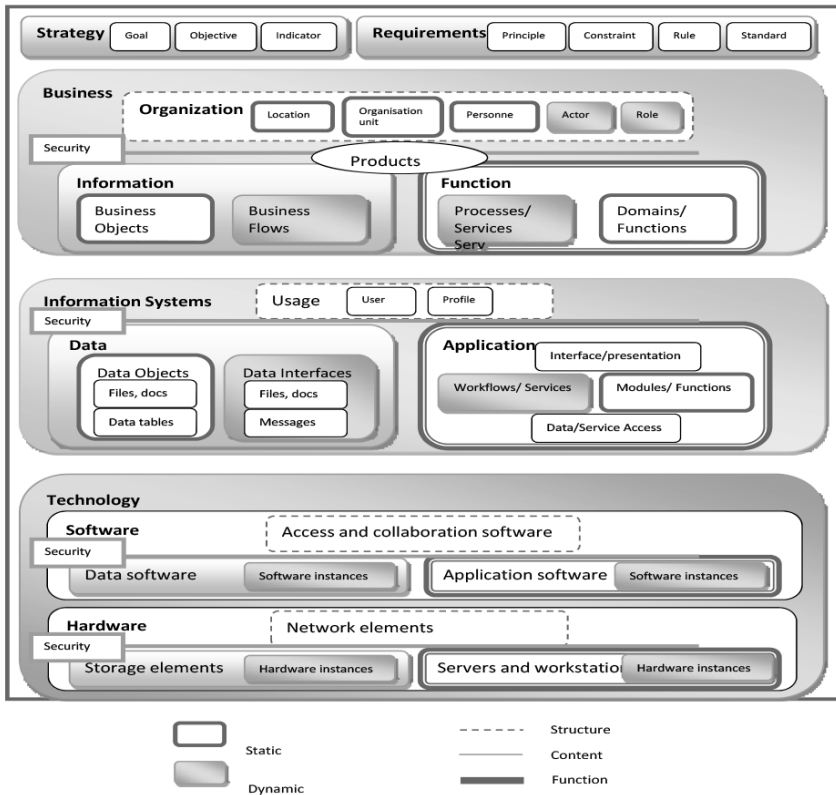 Strategy
Goal
Objective
Indicator
Requirements
Principle
Constraint
Rule
Standard
Business
Organization
Location
Organisation
unit
Personne
Actor
Role
Security
Products
Information
Business
Objects
Business
Flows
Function
Processes/
Services
Serv
Domains/
Functions
Information Systems
Usage
User
Profile
Security
Data
Data Objects
Files, docs
Data tables
Data Interfaces
Files, docs
Messages
Application
Interface/presentation
Workflows/ Services
Modules/ Functions
Data/Service Access
Technology
Software
Access and collaboration software
Security
Data software
Software instances
Application software
Software instances
Hardware
Network elements
Security
Storage elements
Hardware instances
Servers and workstation
Hardware instances
Static
Dynamic
Structure
Content
Function